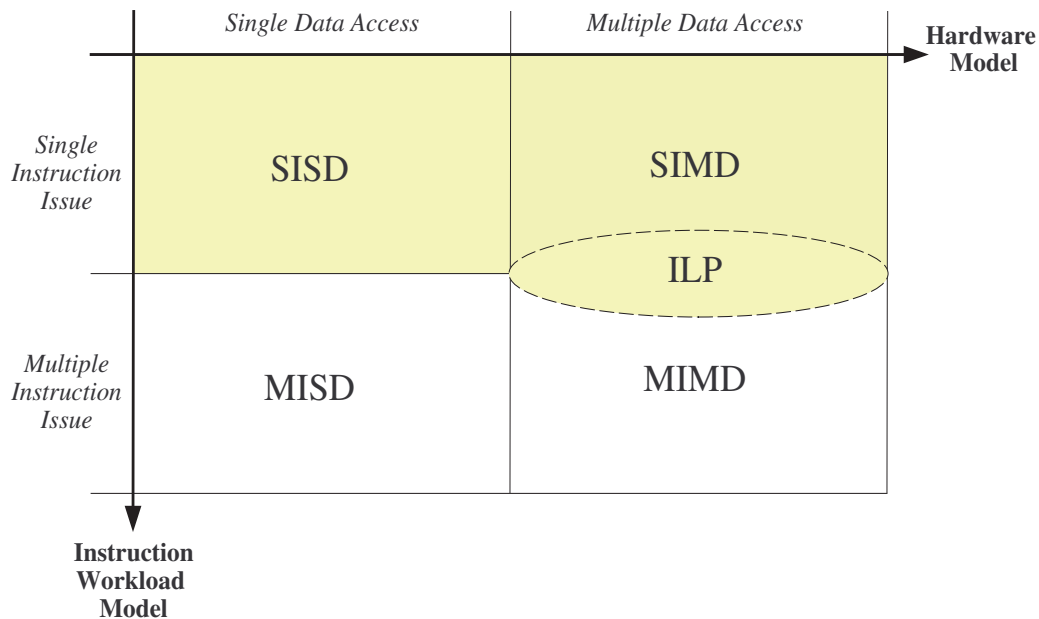 Single Data Access
Multiple Data Access
Hardware
Model
Single
Instruction
Issue
SISD
SIMD
ILP
Multiple
Instruction
Issue
MISD
MIMD
Instruction
Workload
Model